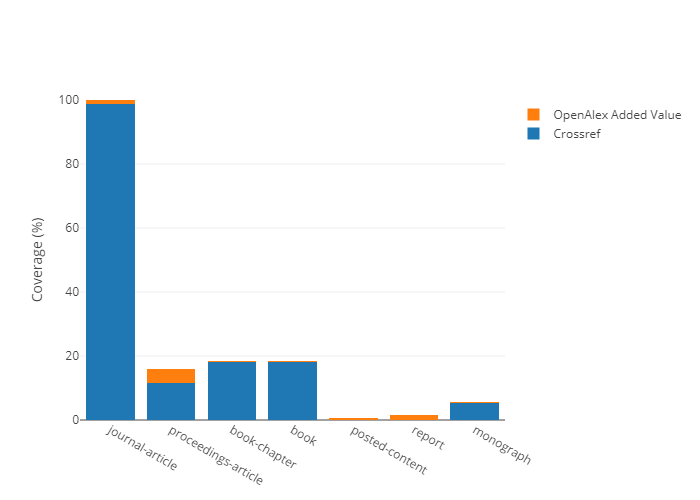 100
80
60
40
20
0
Coverage (%)
journal-article
proceedings-article
book-chapter
book
posted-content
report
monograph
OpenAlex Added Value
Crossref